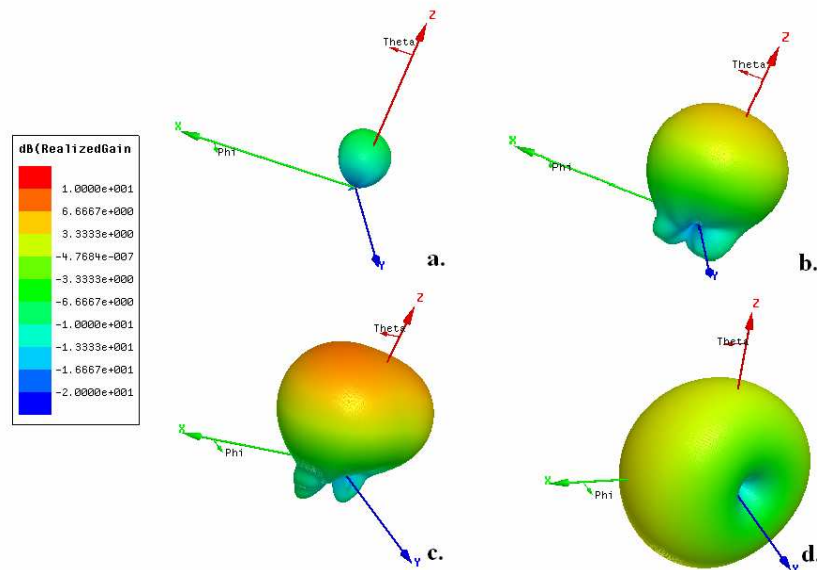 Z
Theta
X
Phi
Y
a.
Z
Theta
X
Phi
Y
b.
dB(RealizedGain
1.0000e+001
6.6667e+000
3.3333e+000
-4.7684e-007
-3.3333e+000
-6.6667e+000
-1.0000e+001
-1.3333e+001
-1.6667e+001
-2.0000e+001
Z
Theta
X
Phi
Y
c.
Z
Theta
X
Phi
Y
d.